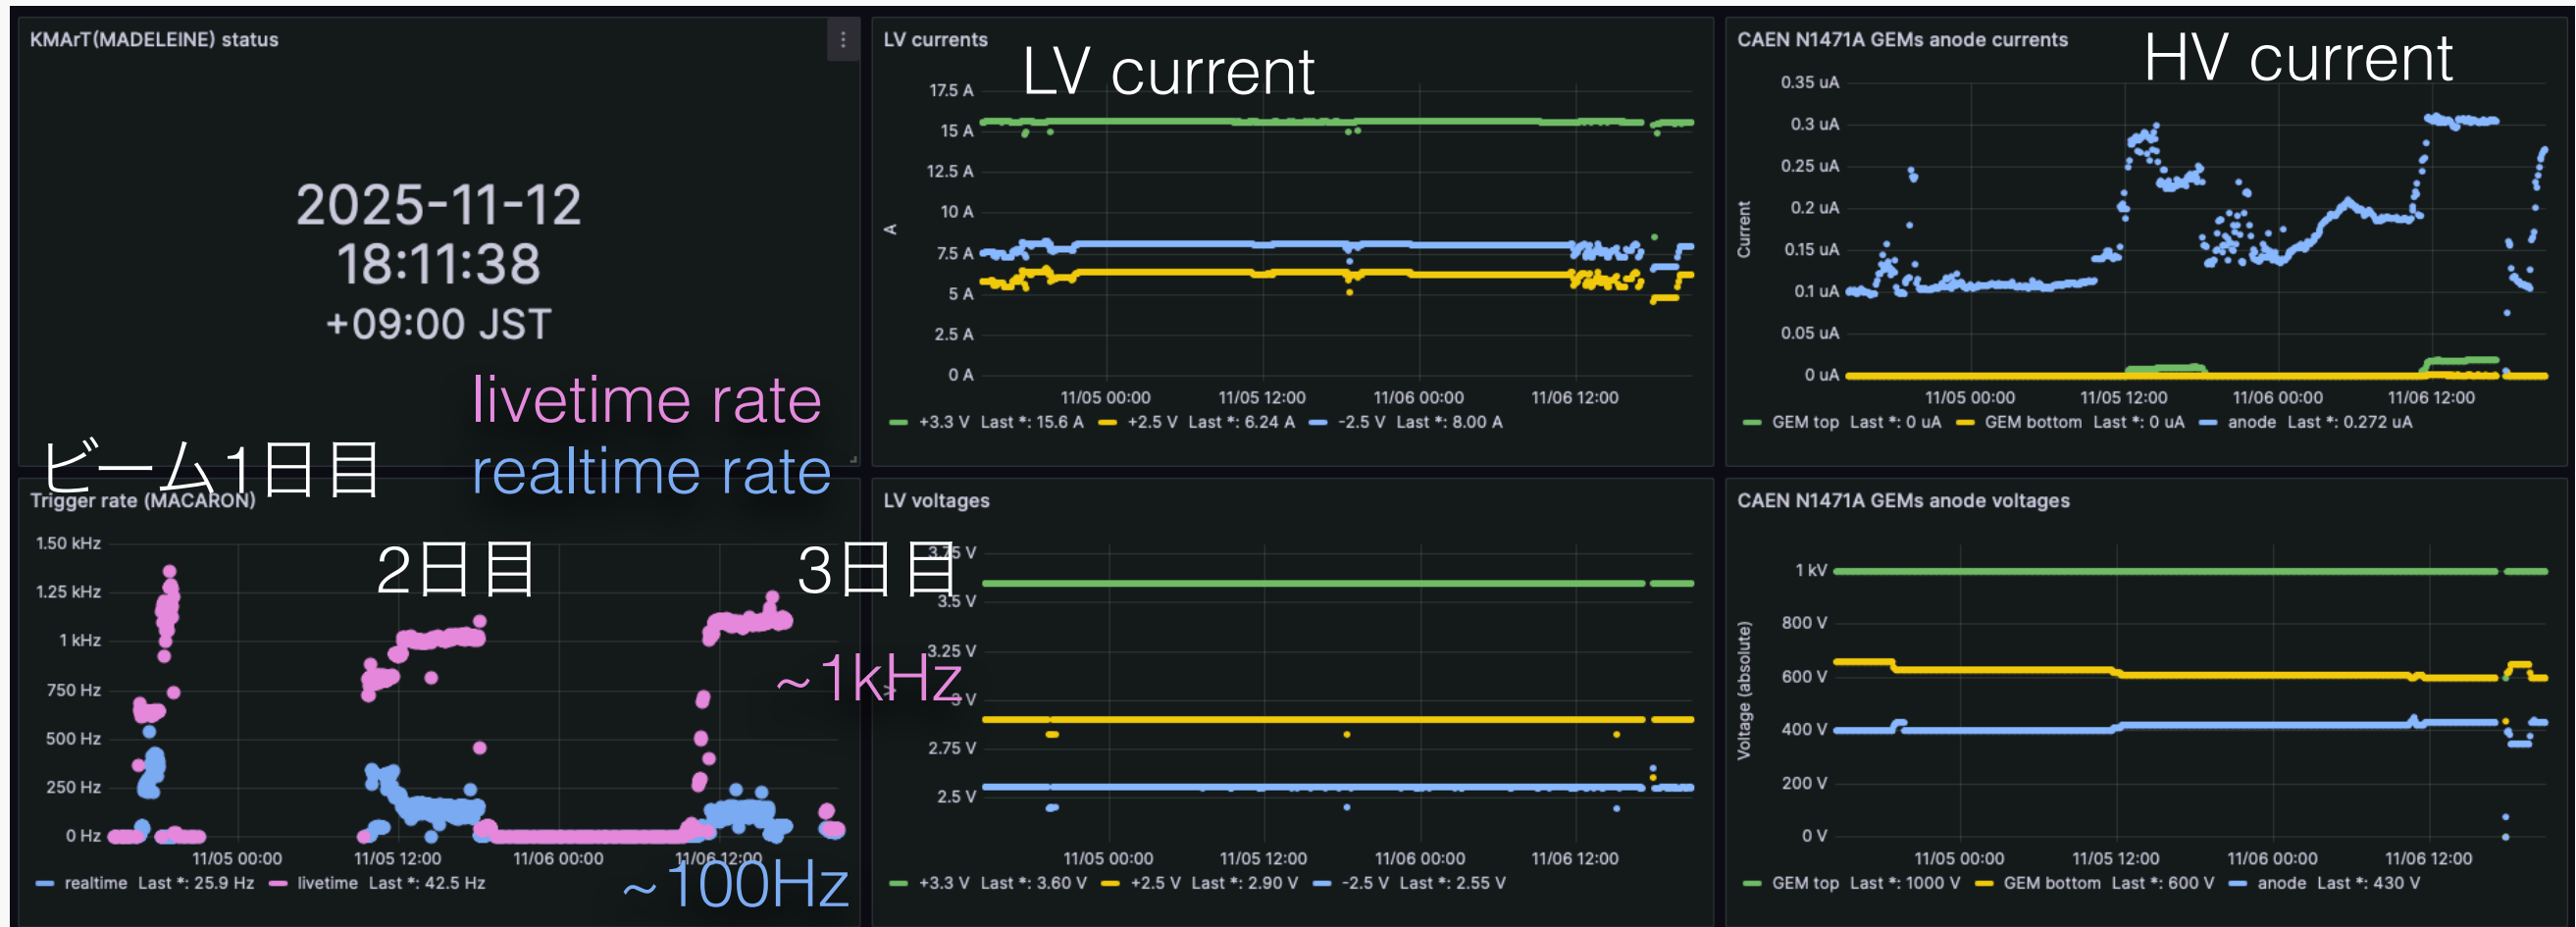 KMArT(MADELEINE) status
2025-11-12
18:11:38
+09:00 JST
livetime rate
realtime rate
ビーム1日目
LV currents
LV current
17.5 A
15 A
12.5 A
10 A
7.5 A
5 A
2.5 A
0 A
A
11/05 00:00 11/05 12:00 11/06 00:00 11/06 12:00
+3.3 V Last *: 15.6 A +2.5 V Last *: 6.24 A -2.5 V Last *: 8.00 A
CAEN N1471A GEMs anode currents
HV current
0.35 uA
0.3 uA
0.25 uA
0.2 uA
0.15 uA
0.1 uA
0.05 uA
0 uA
Current
11/05 00:00 11/05 12:00 11/06 00:00 11/06 12:00
GEM top Last *: 0 uA GEM bottom Last *: 0 uA anode Last *: 0.272 uA
Trigger rate (MACARON)
2日目
3日目
1.50 kHz
1.25 kHz
1 kHz
750 Hz
500 Hz
250 Hz
0 Hz
~1kHz
~100Hz
11/05 00:00 11/05 12:00 11/06 00:00 11/06 12:00
realtime Last *: 25.9 Hz livetime Last *: 42.5 Hz
LV voltages
3.75 V
3.5 V
3.25 V
3 V
2.75 V
2.5 V
V
11/05 00:00 11/05 12:00 11/06 00:00 11/06 12:00
+3.3 V Last *: 3.60 V +2.5 V Last *: 2.90 V -2.5 V Last *: 2.55 V
CAEN N1471A GEMs anode voltages
1 kV
800 V
600 V
400 V
200 V
0 V
Voltage (absolute)
11/05 00:00 11/05 12:00 11/06 00:00 11/06 12:00
GEM top Last *: 1000 V GEM bottom Last *: 600 V anode Last *: 430 V